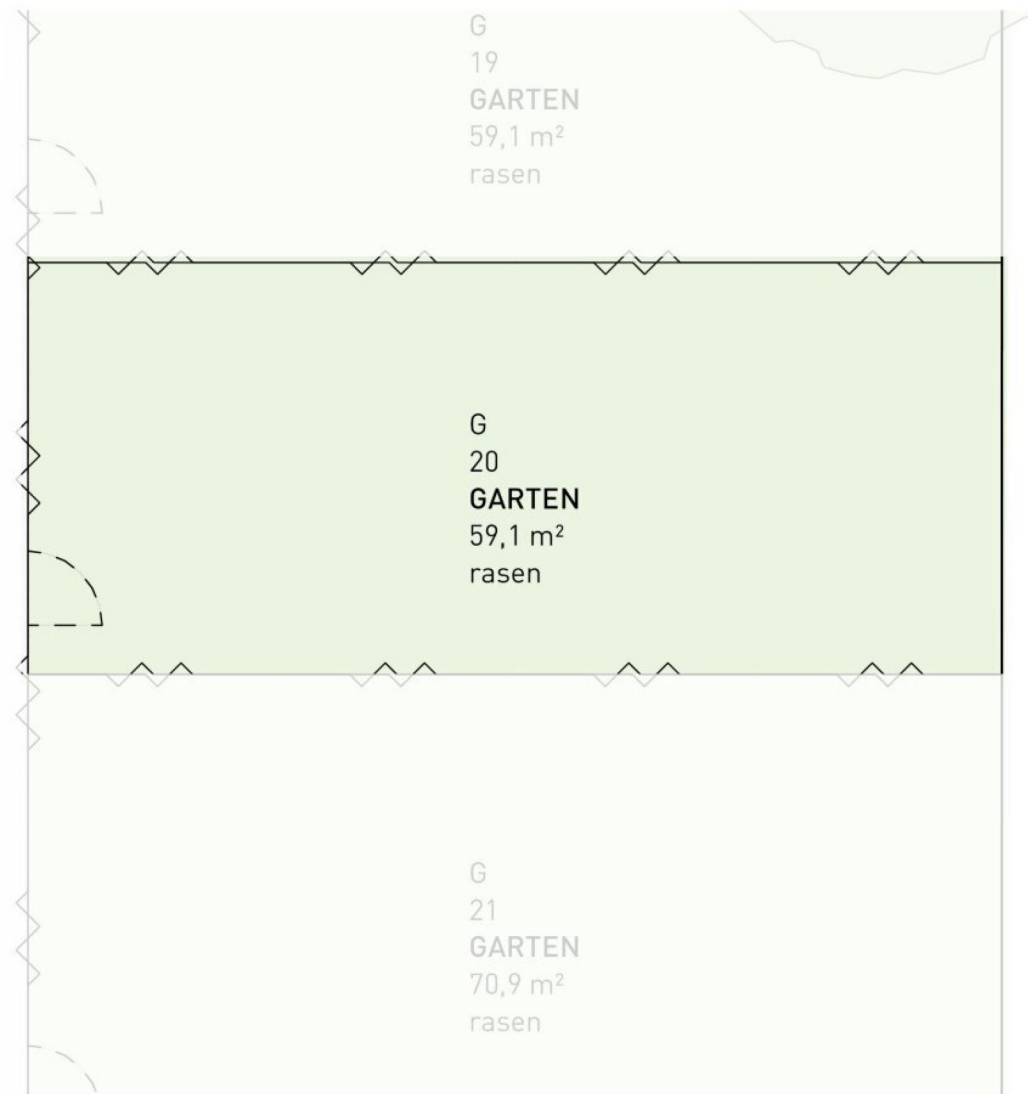 G
19
GARTEN
59,1 m²
rasen
G
20
GARTEN
59,1 m²
rasen
G
21
GARTEN
70,9 m²
rasen